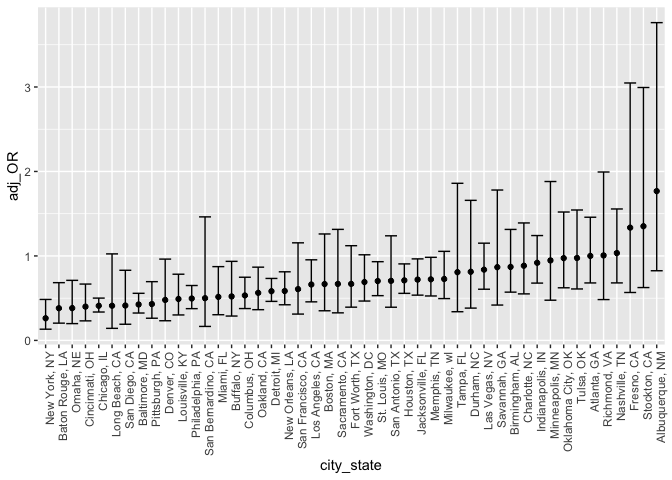 adj_OR
3
2
1
0
New York, NY
Baton Rouge, LA
Omaha, NE
Cincinnati, OH
Chicago, IL
Long Beach, CA
San Diego, CA
Baltimore, MD
Pittsburgh, PA
Denver, CO
Louisville, KY
Philadelphia, PA
San Bernardino, CA
Miami, FL
Buffalo, NY
Columbus, OH
Oakland, CA
Detroit, MI
New Orleans, LA
San Francisco, CA
Los Angeles, CA
Boston, MA
Sacramento, CA
Fort Worth, TX
Washington, DC
St. Louis, MO
San Antonio, TX
Houston, TX
Jacksonville, FL
Memphis, TN
Milwaukee, wI
Tampa, FL
Durham, NC
Las Vegas, NV
Savannah, GA
Birmingham, AL
Charlotte, NC
Indianapolis, IN
Minneapolis, MN
Oklahoma City, OK
Tulsa, OK
Atlanta, GA
Richmond, VA
Nashville, TN
Fresno, CA
Stockton, CA
Albuquerque, NM
city_state